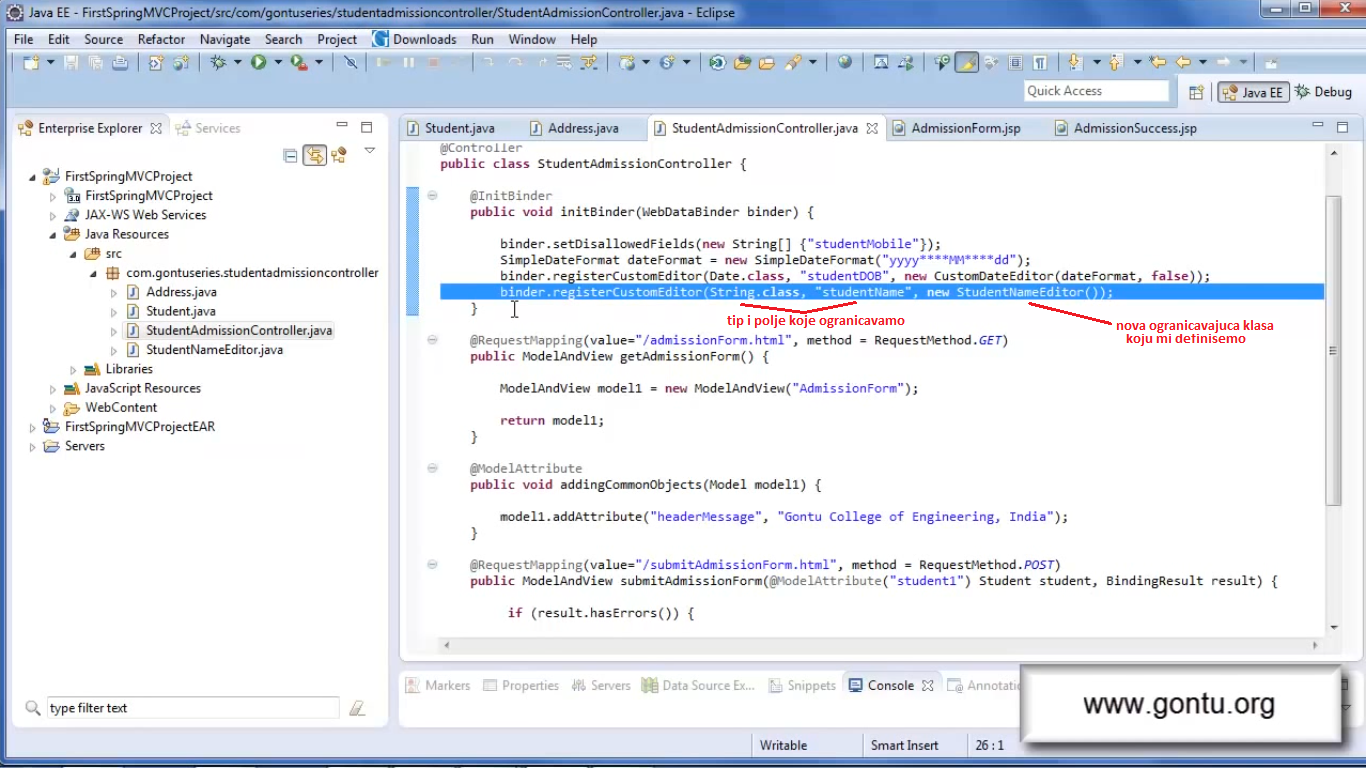 Java EE - FirstSpringMVCProject/src/com/gontuseries/studentadmissioncontroller/StudentAdmissionController.java - Eclipse
File Edit Source Refactor Navigate Search Project Downloads Run Window Help
Quick Access
Java EE
Debug
Enterprise Explorer
Services
Student.java
Address.java
StudentAdmissionController.java
AdmissionForm.jsp
AdmissionSuccess.jsp
FirstSpringMVCProject
FirstSpringMVCProject
JAX-WS Web Services
Java Resources
src
com.gontuseries.studentadmissioncontroller
Address.java
Student.java
StudentAdmissionController.java
StudentNameEditor.java
Libraries
JavaScript Resources
WebContent
FirstSpringMVCProjectEAR
Servers
type filter text
@Controller
public class StudentAdmissionController {
@InitBinder
public void initBinder(WebDataBinder binder) {
binder.setDisallowedFields(new String[] {"studentMobile"});
SimpleDateFormat dateFormat = new SimpleDateFormat("yyyy****MM****dd");
binder.registerCustomEditor(Date.class, "studentDOB", new CustomDateEditor(dateFormat, false));
binder.registerCustomEditor(String.class, "studentName", new StudentNameEditor());
}
tip i polje koje ogranicavamo
nova ogranicavajuca klasa
koju mi definisemo
@RequestMapping(value="/admissionForm.html", method = RequestMethod.GET)
public ModelAndView getAdmissionForm() {
ModelAndView model1 = new ModelAndView("AdmissionForm");
return model1;
}
@ModelAttribute
public void addingCommonObjects(Model model1) {
model1.addAttribute("headerMessage", "Gontu College of Engineering, India");
}
@RequestMapping(value="/submitAdmissionForm.html", method = RequestMethod.POST)
public ModelAndView submitAdmissionForm(@ModelAttribute("student1") Student student, BindingResult result) {
if (result.hasErrors()) {
Markers
Properties
Servers
Data Source Ex...
Snippets
Console
Annotatio
www.gontu.org
Writable
Smart Insert
26 : 1